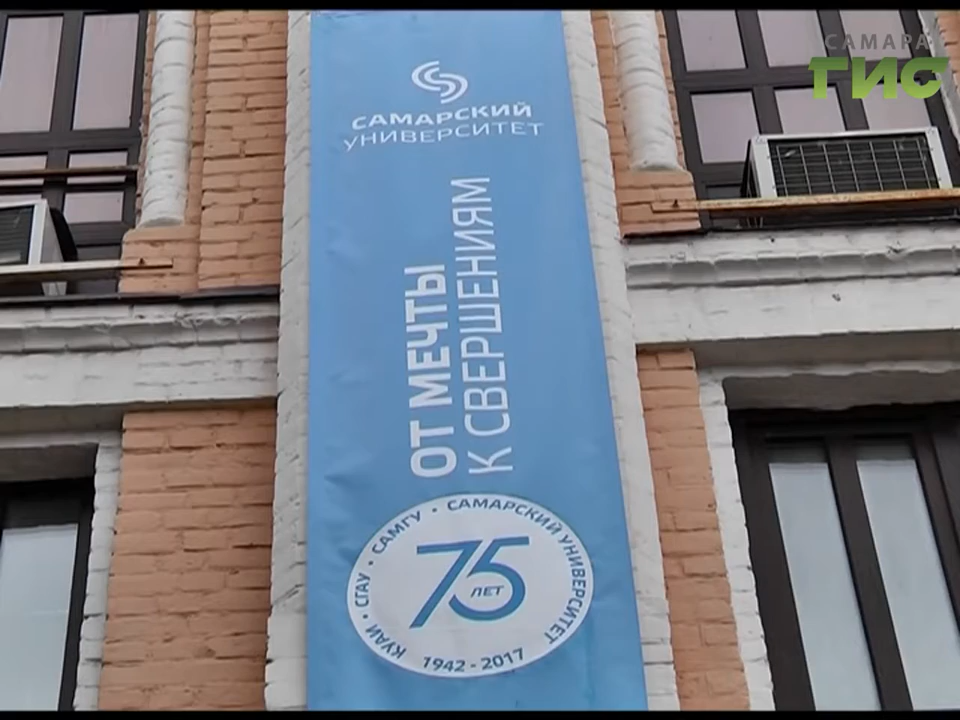 САМАРА
ГИС
САМАРСКИЙ
УНИВЕРСИТЕТ
ОТ МЕЧТЫ
К СВЕРШЕНИЯМ
КУАИ · СГАУ · САМГУ · САМАРСКИЙ УНИВЕРСИТЕТ
75
ЛЕТ
1942 - 2017